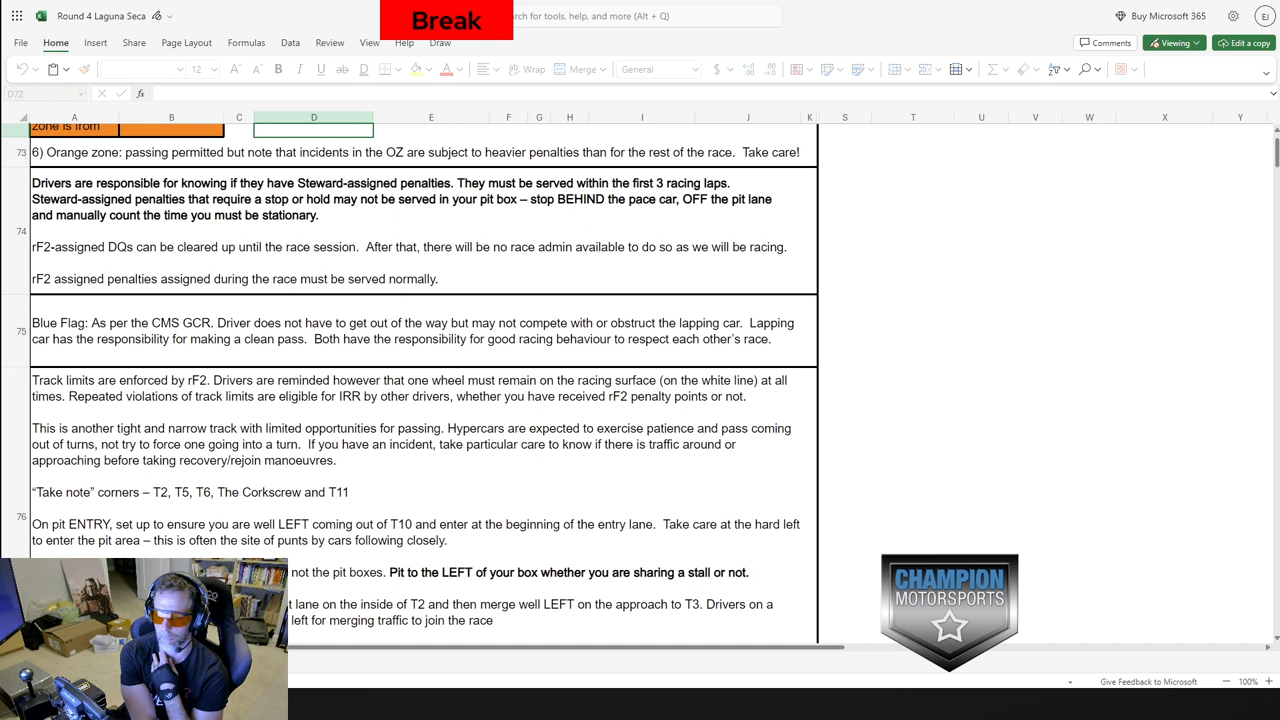 Round 4 Laguna Seca
Break
rch for tools, help, and more (Alt + Q)
Buy Microsoft 365
EJ
File Home Insert Share Page Layout Formulas Data Review View Help Draw
Comments Viewing Edit a copy
12 B I U ab D Wrap Merge General $
D72 fx
A B C D E F G H I J K S T U V W X Y
zone is from
73 6) Orange zone: passing permitted but note that incidents in the OZ are subject to heavier penalties than for the rest of the race. Take care!
Drivers are responsible for knowing if they have Steward-assigned penalties. They must be served within the first 3 racing laps.
Steward-assigned penalties that require a stop or hold may not be served in your pit box – stop BEHIND the pace car, OFF the pit lane
and manually count the time you must be stationary.
74
rF2-assigned DQs can be cleared up until the race session. After that, there will be no race admin available to do so as we will be racing.
rF2 assigned penalties assigned during the race must be served normally.
75
Blue Flag: As per the CMS GCR. Driver does not have to get out of the way but may not compete with or obstruct the lapping car. Lapping
car has the responsibility for making a clean pass. Both have the responsibility for good racing behaviour to respect each other's race.
Track limits are enforced by rF2. Drivers are reminded however that one wheel must remain on the racing surface (on the white line) at all
times. Repeated violations of track limits are eligible for IRR by other drivers, whether you have received rF2 penalty points or not.
This is another tight and narrow track with limited opportunities for passing. Hypercars are expected to exercise patience and pass coming
out of turns, not try to force one going into a turn. If you have an incident, take particular care to know if there is traffic around or
approaching before taking recovery/rejoin manoeuvres.
“Take note” corners – T2, T5, T6, The Corkscrew and T11
76
On pit ENTRY, set up to ensure you are well LEFT coming out of T10 and enter at the beginning of the entry lane. Take care at the hard left
to enter the pit area – this is often the site of punts by cars following closely.
not the pit boxes. Pit to the LEFT of your box whether you are sharing a stall or not.
t lane on the inside of T2 and then merge well LEFT on the approach to T3. Drivers on a
left for merging traffic to join the race
CHAMPION
MOTORSPORTS
Give Feedback to Microsoft 100%